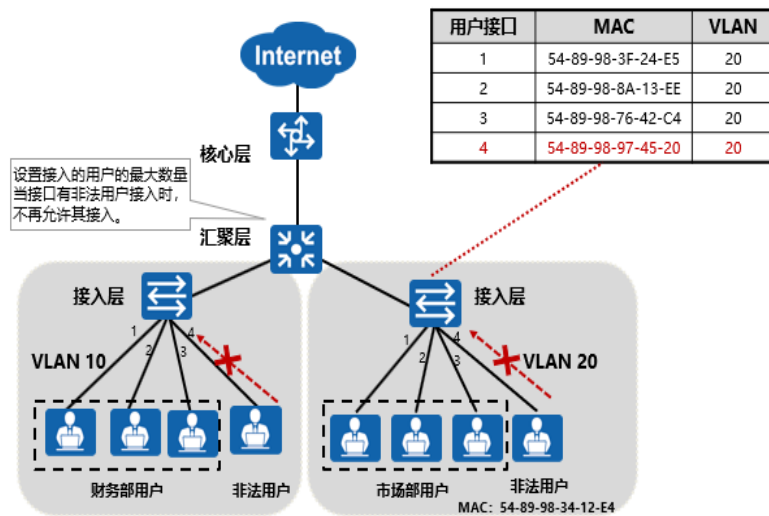 Internet
用户接口 MAC VLAN
1 54-89-98-3F-24-E5 20
2 54-89-98-8A-13-EE 20
3 54-89-98-76-42-C4 20
4 54-89-98-97-45-20 20
核心层
设置接入的用户的最大数量
当接口有非法用户接入时，
不再允许其接入。
汇聚层
接入层
1 2 3 4
VLAN 10
财务部用户
非法用户
接入层
1 2 3 4
VLAN 20
市场部用户
非法用户
MAC：54-89-98-34-12-E4